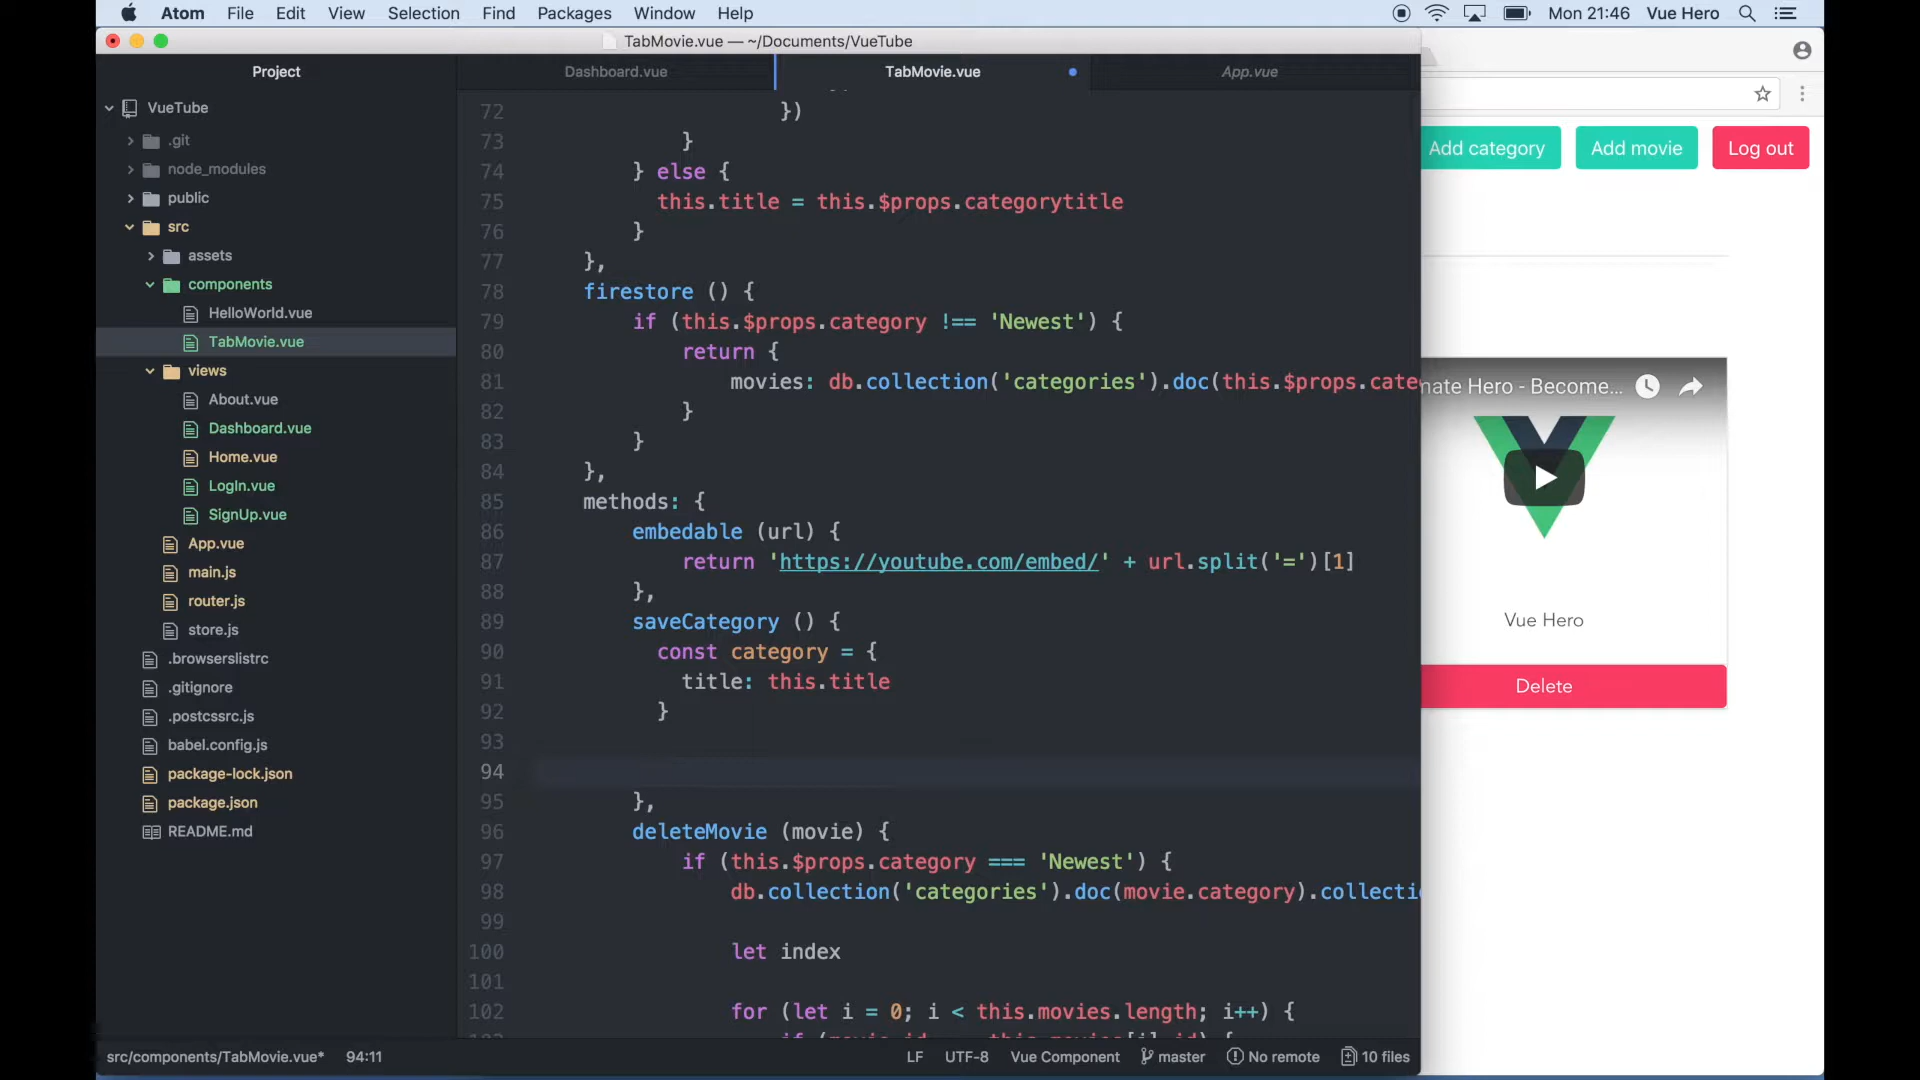 Atom File Edit View Selection Find Packages Window Help Mon 21:46 Vue Hero
TabMovie.vue — ~/Documents/VueTube
Project
Dashboard.vue TabMovie.vue App.vue
VueTube
.git
node_modules
public
src
assets
components
HelloWorld.vue
TabMovie.vue
views
About.vue
Dashboard.vue
Home.vue
LogIn.vue
SignUp.vue
App.vue
main.js
router.js
store.js
.browserslistrc
.gitignore
.postcssrc.js
babel.config.js
package-lock.json
package.json
README.md
72 })
73 }
74 } else {
75 this.title = this.$props.categorytitle
76 }
77 },
78 firestore () {
79 if (this.$props.category !== 'Newest') {
80 return {
81 movies: db.collection('categories').doc(this.$props.cate
82 }
83 }
84 },
85 methods: {
86 embedable (url) {
87 return 'https://youtube.com/embed/' + url.split('=')[1]
88 },
89 saveCategory () {
90 const category = {
91 title: this.title
92 }
93
94
95 },
96 deleteMovie (movie) {
97 if (this.$props.category === 'Newest') {
98 db.collection('categories').doc(movie.category).collecti
99
100 let index
101
102 for (let i = 0; i < this.movies.length; i++) {
src/components/TabMovie.vue* 94:11 LF UTF-8 Vue Component master No remote 10 files
Add category Add movie Log out
nate Hero - Become...
Vue Hero
Delete